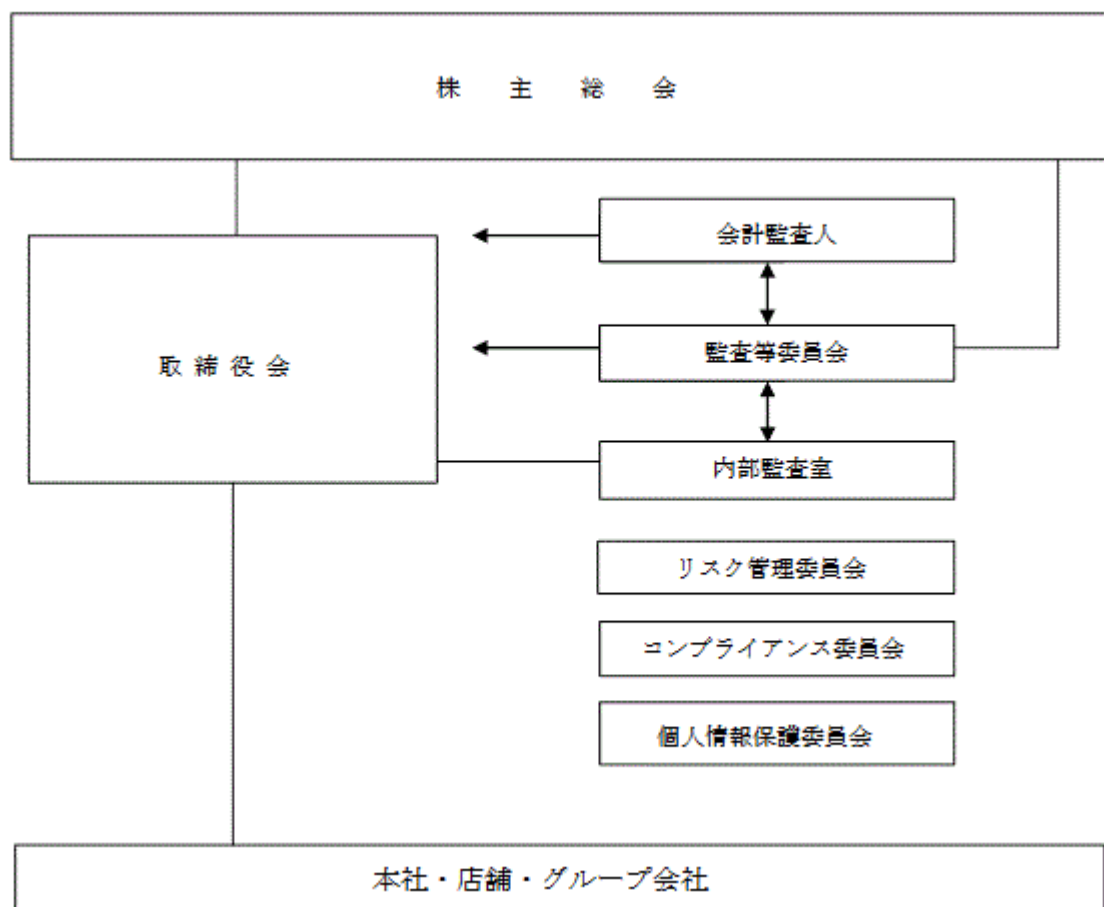 株主総会
会計監査人
監査等委員会
取締役会
内部監査室
リスク管理委員会
コンプライアンス委員会
個人情報保護委員会
本社・店舗・グループ会社